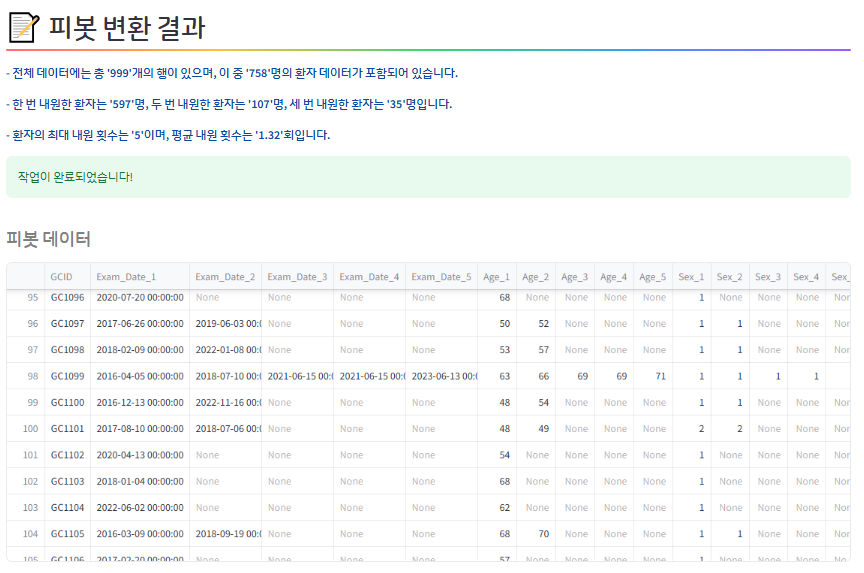 피봇 변환 결과
- 전체 데이터에는 총 '999'개의 행이 있으며, 이 중 '758'명의 환자 데이터가 포함되어 있습니다.
- 한 번 내원한 환자는 '597'명, 두 번 내원한 환자는 '107'명, 세 번 내원한 환자는 '35'명입니다.
- 환자의 최대 내원 횟수는 '5'이며, 평균 내원 횟수는 '1.32'회입니다.
작업이 완료되었습니다!
피봇 데이터
GCID Exam_Date_1 Exam_Date_2 Exam_Date_3 Exam_Date_4 Exam_Date_5 Age_1 Age_2 Age_3 Age_4 Age_5 Sex_1 Sex_2 Sex_3 Sex_4 Sex_
95 GC1096 2020-07-20 00:00:00 None None None None 68 None None None None 1 None None None Nor
96 GC1097 2017-06-26 00:00:00 2019-06-03 00:0 None None None 50 52 None None None 1 1 None None Nor
97 GC1098 2018-02-09 00:00:00 2022-01-08 00:0 None None None 53 57 None None None 1 1 None None Nor
98 GC1099 2016-04-05 00:00:00 2018-07-10 00:0 2021-06-15 00:0 2021-06-15 00:0 2023-06-13 00:0 63 66 69 69 71 1 1 1 1
99 GC1100 2016-12-13 00:00:00 2022-11-16 00:0 None None None 48 54 None None None 1 1 None None Nor
100 GC1101 2017-08-10 00:00:00 2018-07-06 00:0 None None None 48 49 None None None 2 2 None None Nor
101 GC1102 2020-04-13 00:00:00 None None None None 54 None None None None 1 None None None Nor
102 GC1103 2018-01-04 00:00:00 None None None None 68 None None None None 1 None None None Nor
103 GC1104 2022-06-02 00:00:00 None None None None 62 None None None None 1 None None None Nor
104 GC1105 2016-03-09 00:00:00 2018-09-19 00:0 None None None 68 70 None None None 1 1 None None Nor
105 GC1106 2017-02-20 00:00:00 None None None None 57 None None None None 1 None None None No